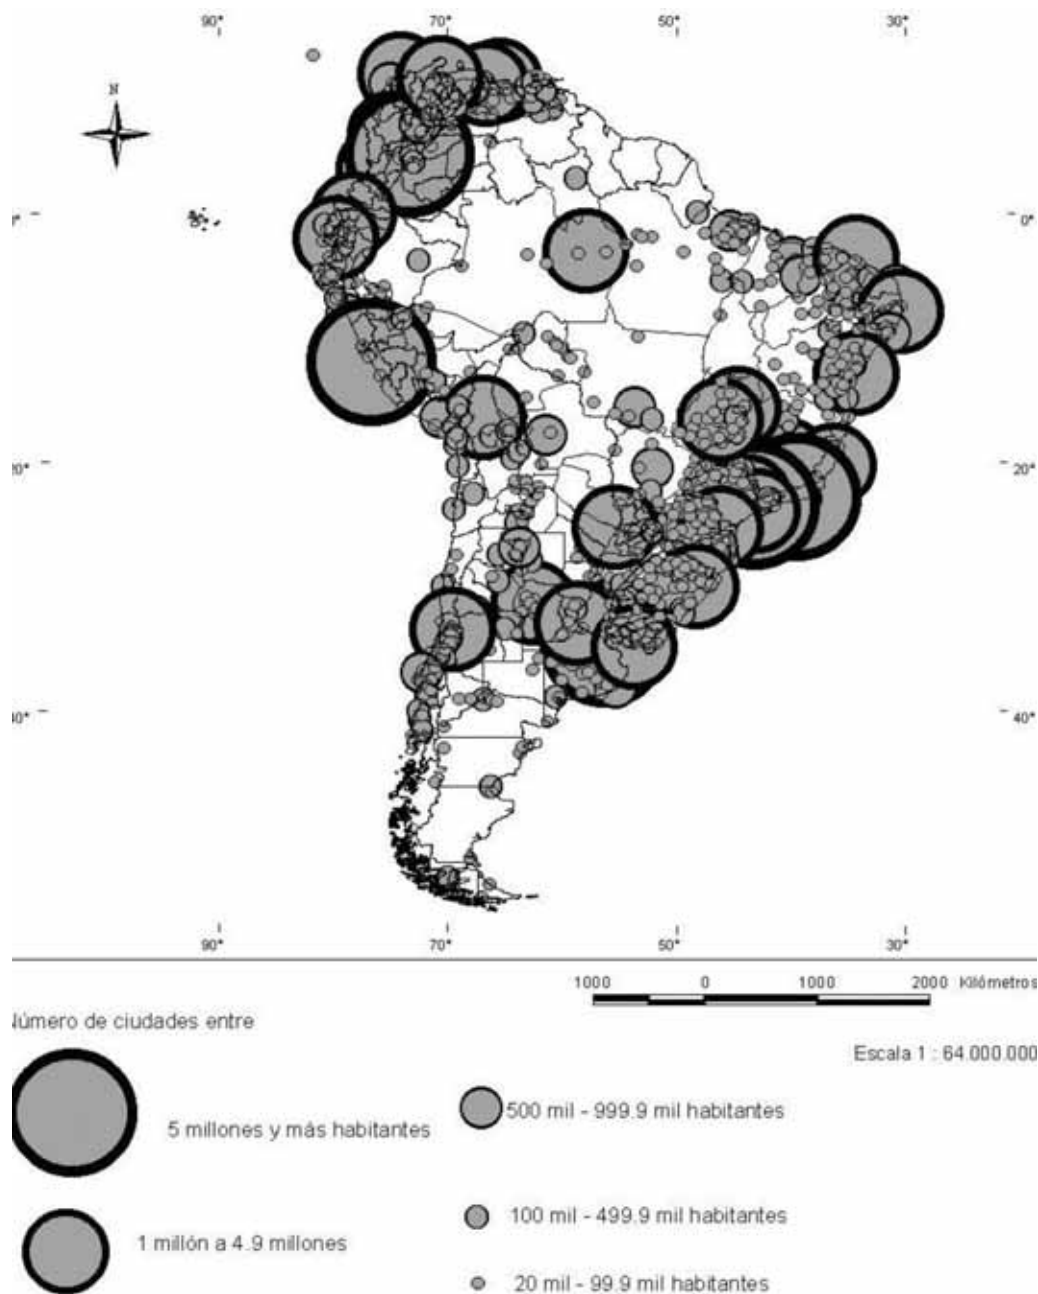 90° 70° 50° 30°
N
0° 0°
20° 20°
40° 40°
90° 70° 50° 30°
1000 0 1000 2000 Kilómetros
Número de ciudades entre
Escala 1 : 64.000.000
5 millones y más habitantes
500 mil - 999.9 mil habitantes
1 millón a 4.9 millones
100 mil - 499.9 mil habitantes
20 mil - 99.9 mil habitantes